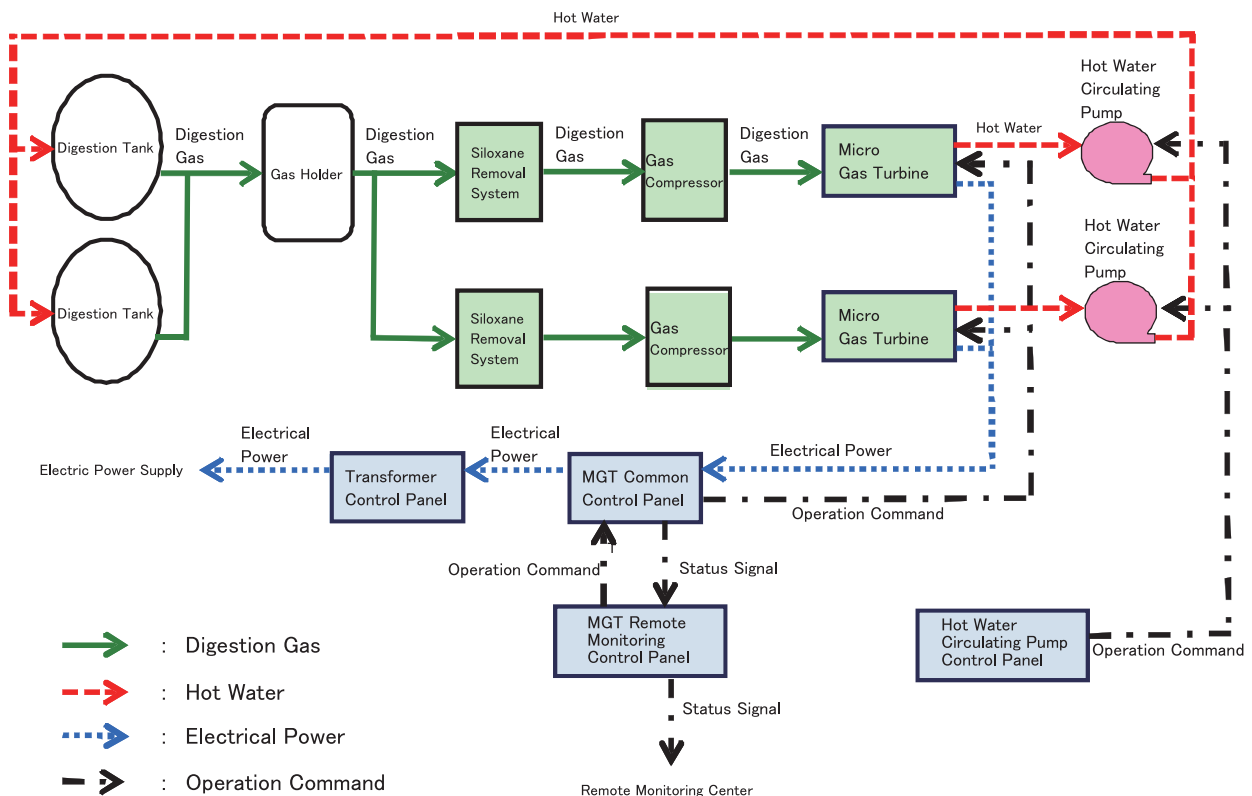 Hot Water
Hot Water
Circulating
Pump
Digestion Tank
Digestion
Gas
Gas Holder
Digestion
Gas
Siloxane
Removal
System
Digestion
Gas
Gas
Compressor
Digestion
Gas
Micro
Gas Turbine
Hot Water
Hot Water
Circulating
Pump
Digestion Tank
Siloxane
Removal
System
Gas
Compressor
Micro
Gas Turbine
Electric Power Supply
Electrical
Power
Transformer
Control Panel
Electrical
Power
MGT Common
Control Panel
Electrical Power
Operation Command
Operation Command
Status Signal
MGT Remote
Monitoring
Control Panel
Hot Water
Circulating Pump
Control Panel
Operation Command
Status Signal
Remote Monitoring Center
: Digestion Gas
: Hot Water
: Electrical Power
: Operation Command